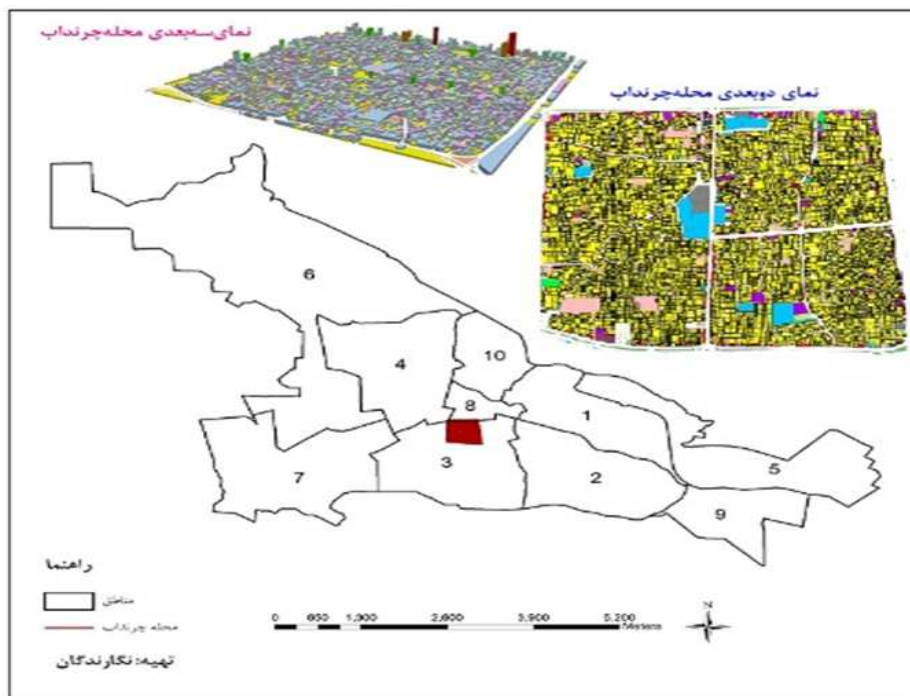 نمای‌سه‌بعدی محله‌چرنداب
نمای دوبعدی محله‌چرنداب
6
10
4
8
1
3
7
2
5
9
راهنما
مناطق
محله چرنداب
تهیه: نگارندگان
0 650 1,300 2,600 3,900 5,200
Meters
N